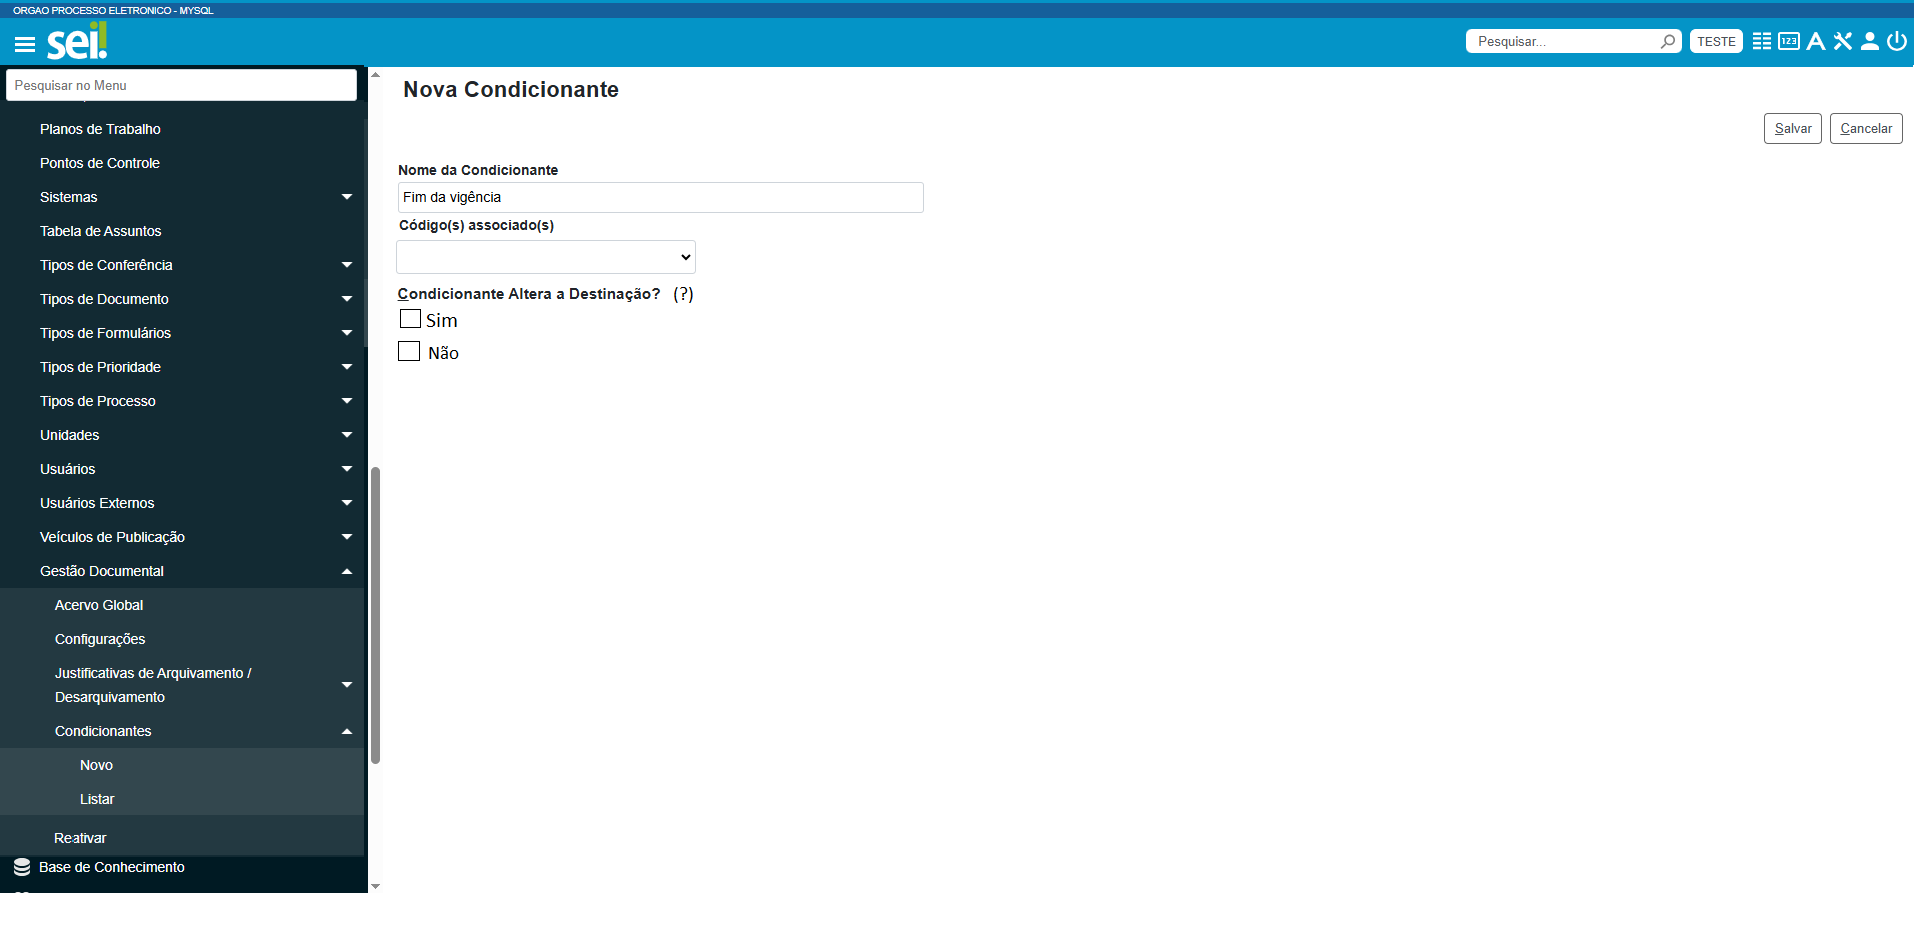 ORGAO PROCESSO ELETRONICO - MYSQL
sei!
Pesquisar...
TESTE
123
Pesquisar no Menu
Planos de Trabalho
Pontos de Controle
Sistemas
Tabela de Assuntos
Tipos de Conferência
Tipos de Documento
Tipos de Formulários
Tipos de Prioridade
Tipos de Processo
Unidades
Usuários
Usuários Externos
Veículos de Publicação
Gestão Documental
Acervo Global
Configurações
Justificativas de Arquivamento /
Desarquivamento
Condicionantes
Novo
Listar
Reativar
Base de Conhecimento
Nova Condicionante
Salvar
Cancelar
Nome da Condicionante
Fim da vigência
Código(s) associado(s)
Condicionante Altera a Destinação? (?)
Sim
Não